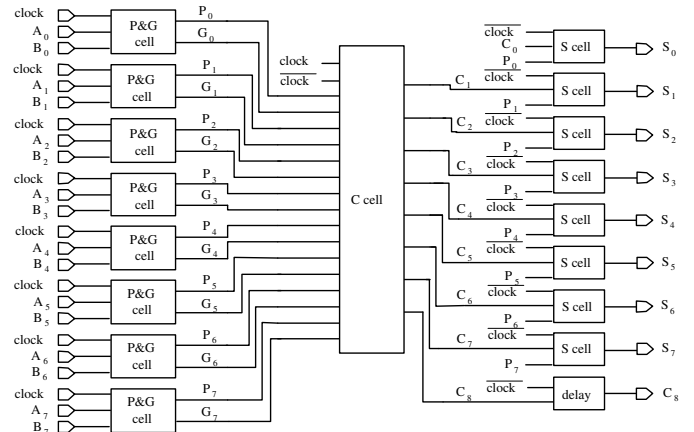 clock
A0
B0
P&G
cell
P0
G0
clock
A1
B1
P&G
cell
P1
G1
clock
A2
B2
P&G
cell
P2
G2
clock
A3
B3
P&G
cell
P3
G3
clock
A4
B4
P&G
cell
P4
G4
clock
A5
B5
P&G
cell
P5
G5
clock
A6
B6
P&G
cell
P6
G6
clock
A7
B7
P&G
cell
P7
G7
clock
clock
C cell
clock
C0
P0
S cell
S0
clock
C1
P1
S cell
S1
clock
C2
P2
S cell
S2
clock
C3
P3
S cell
S3
clock
C4
P4
S cell
S4
clock
C5
P5
S cell
S5
clock
C6
P6
S cell
S6
clock
C7
P7
S cell
S7
clock
C8
delay
C8